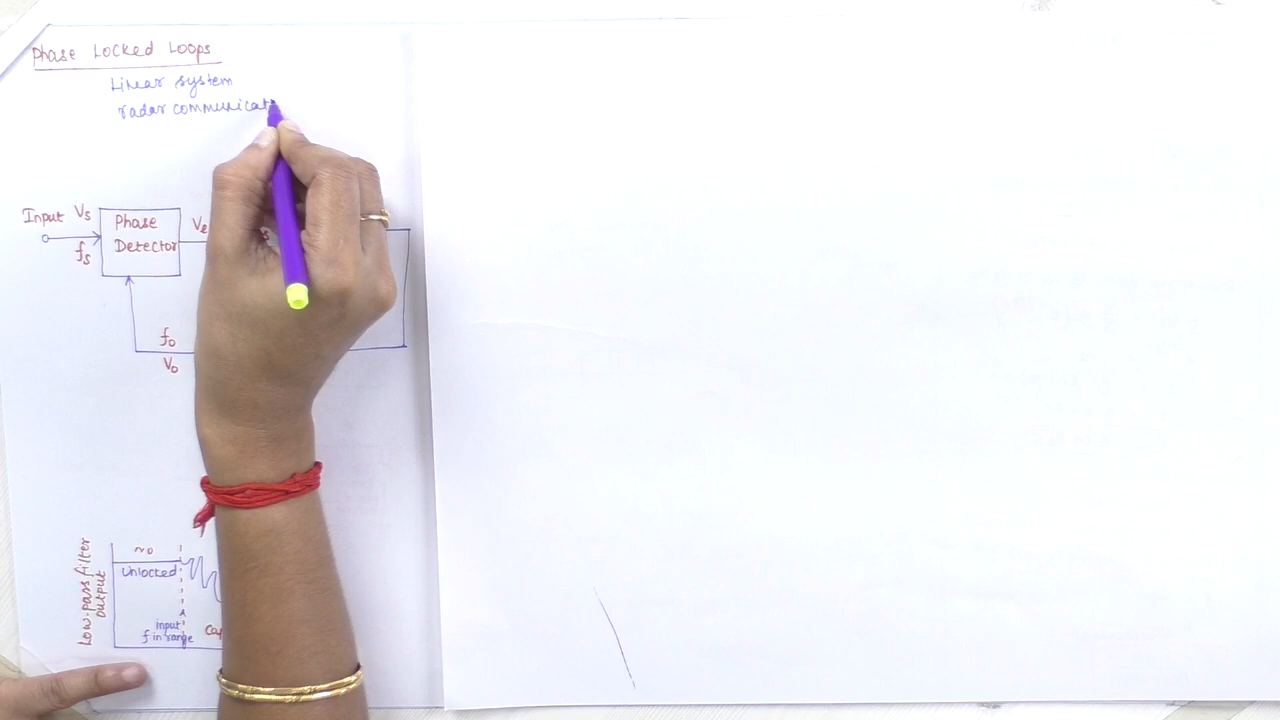 Phase Locked Loops
Linear system
radar communicat
Input Vs
fs
Phase
Detector
Ve
fo
Vo
Low-pass filter
output
~0
Unlocked
input
f in range